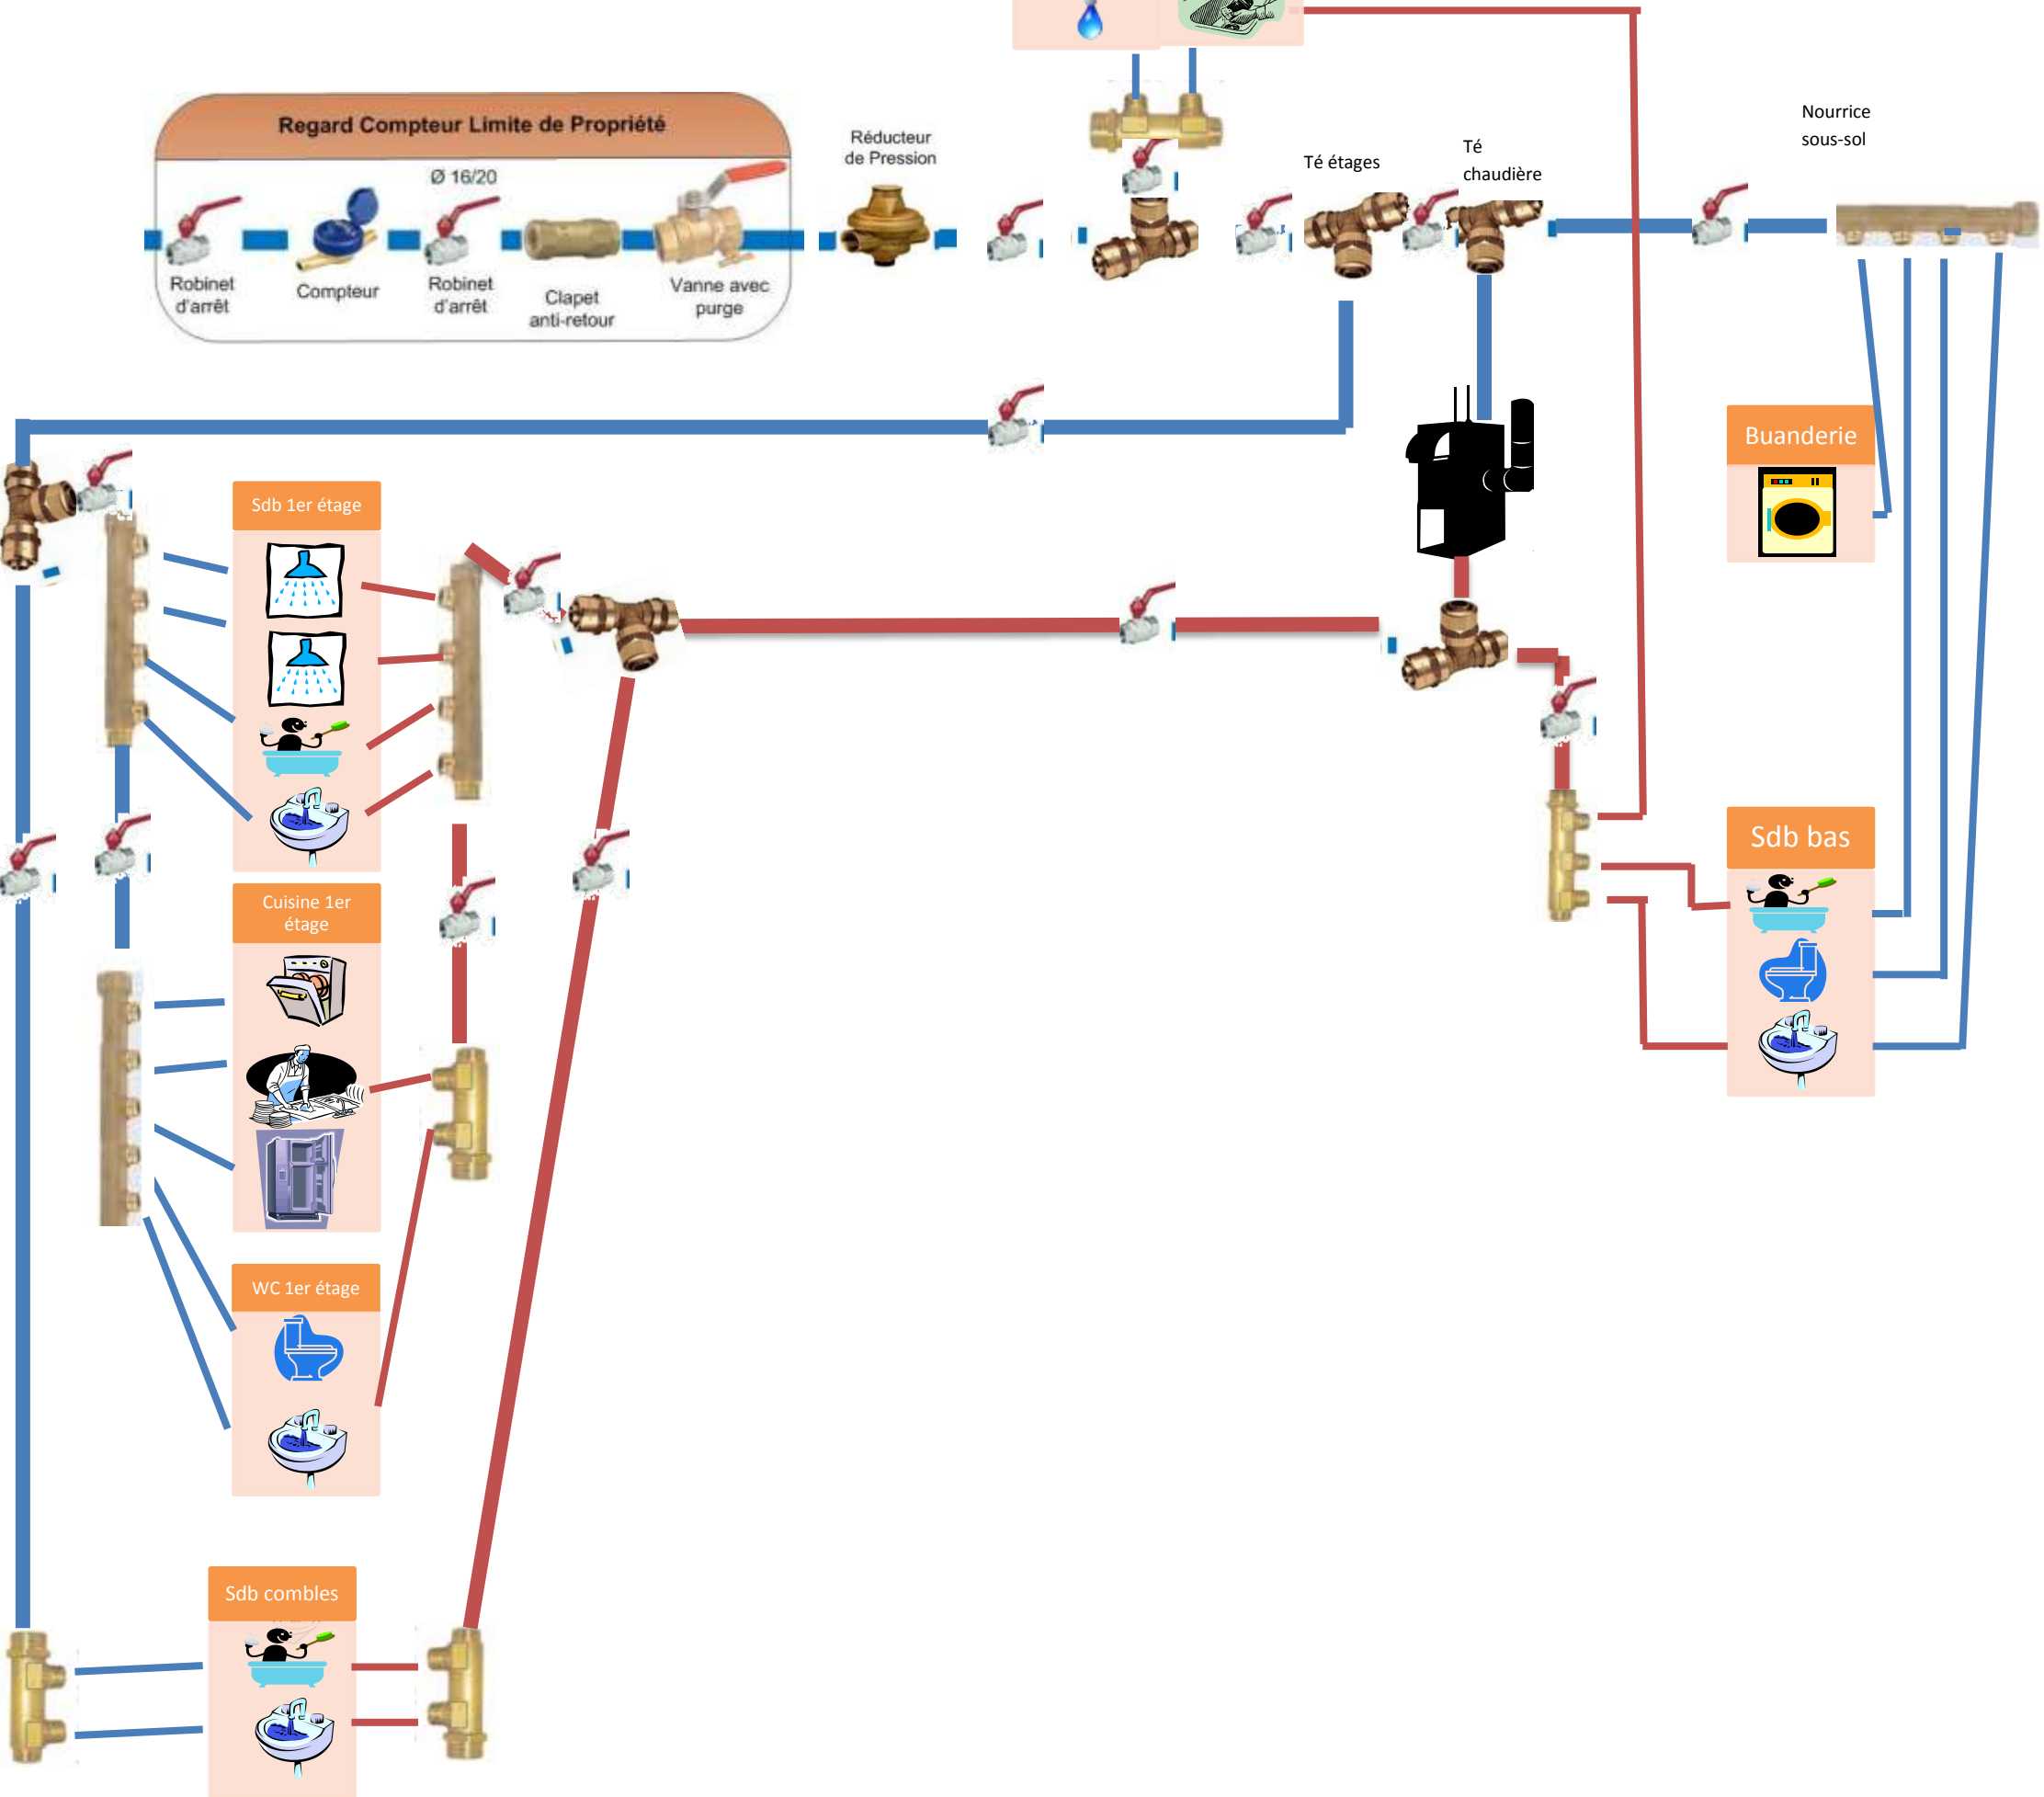 Regard Compteur Limite de Propriété
Ø 16/20
Robinet
d'arrêt
Compteur
Robinet
d'arrêt
Clapet
anti-retour
Vanne avec
purge
Réducteur
de Pression
Té étages
Té
chaudière
Nourrice
sous-sol
Buanderie
Sdb 1er étage
Sdb bas
Cuisine 1er
étage
WC 1er étage
Sdb combles